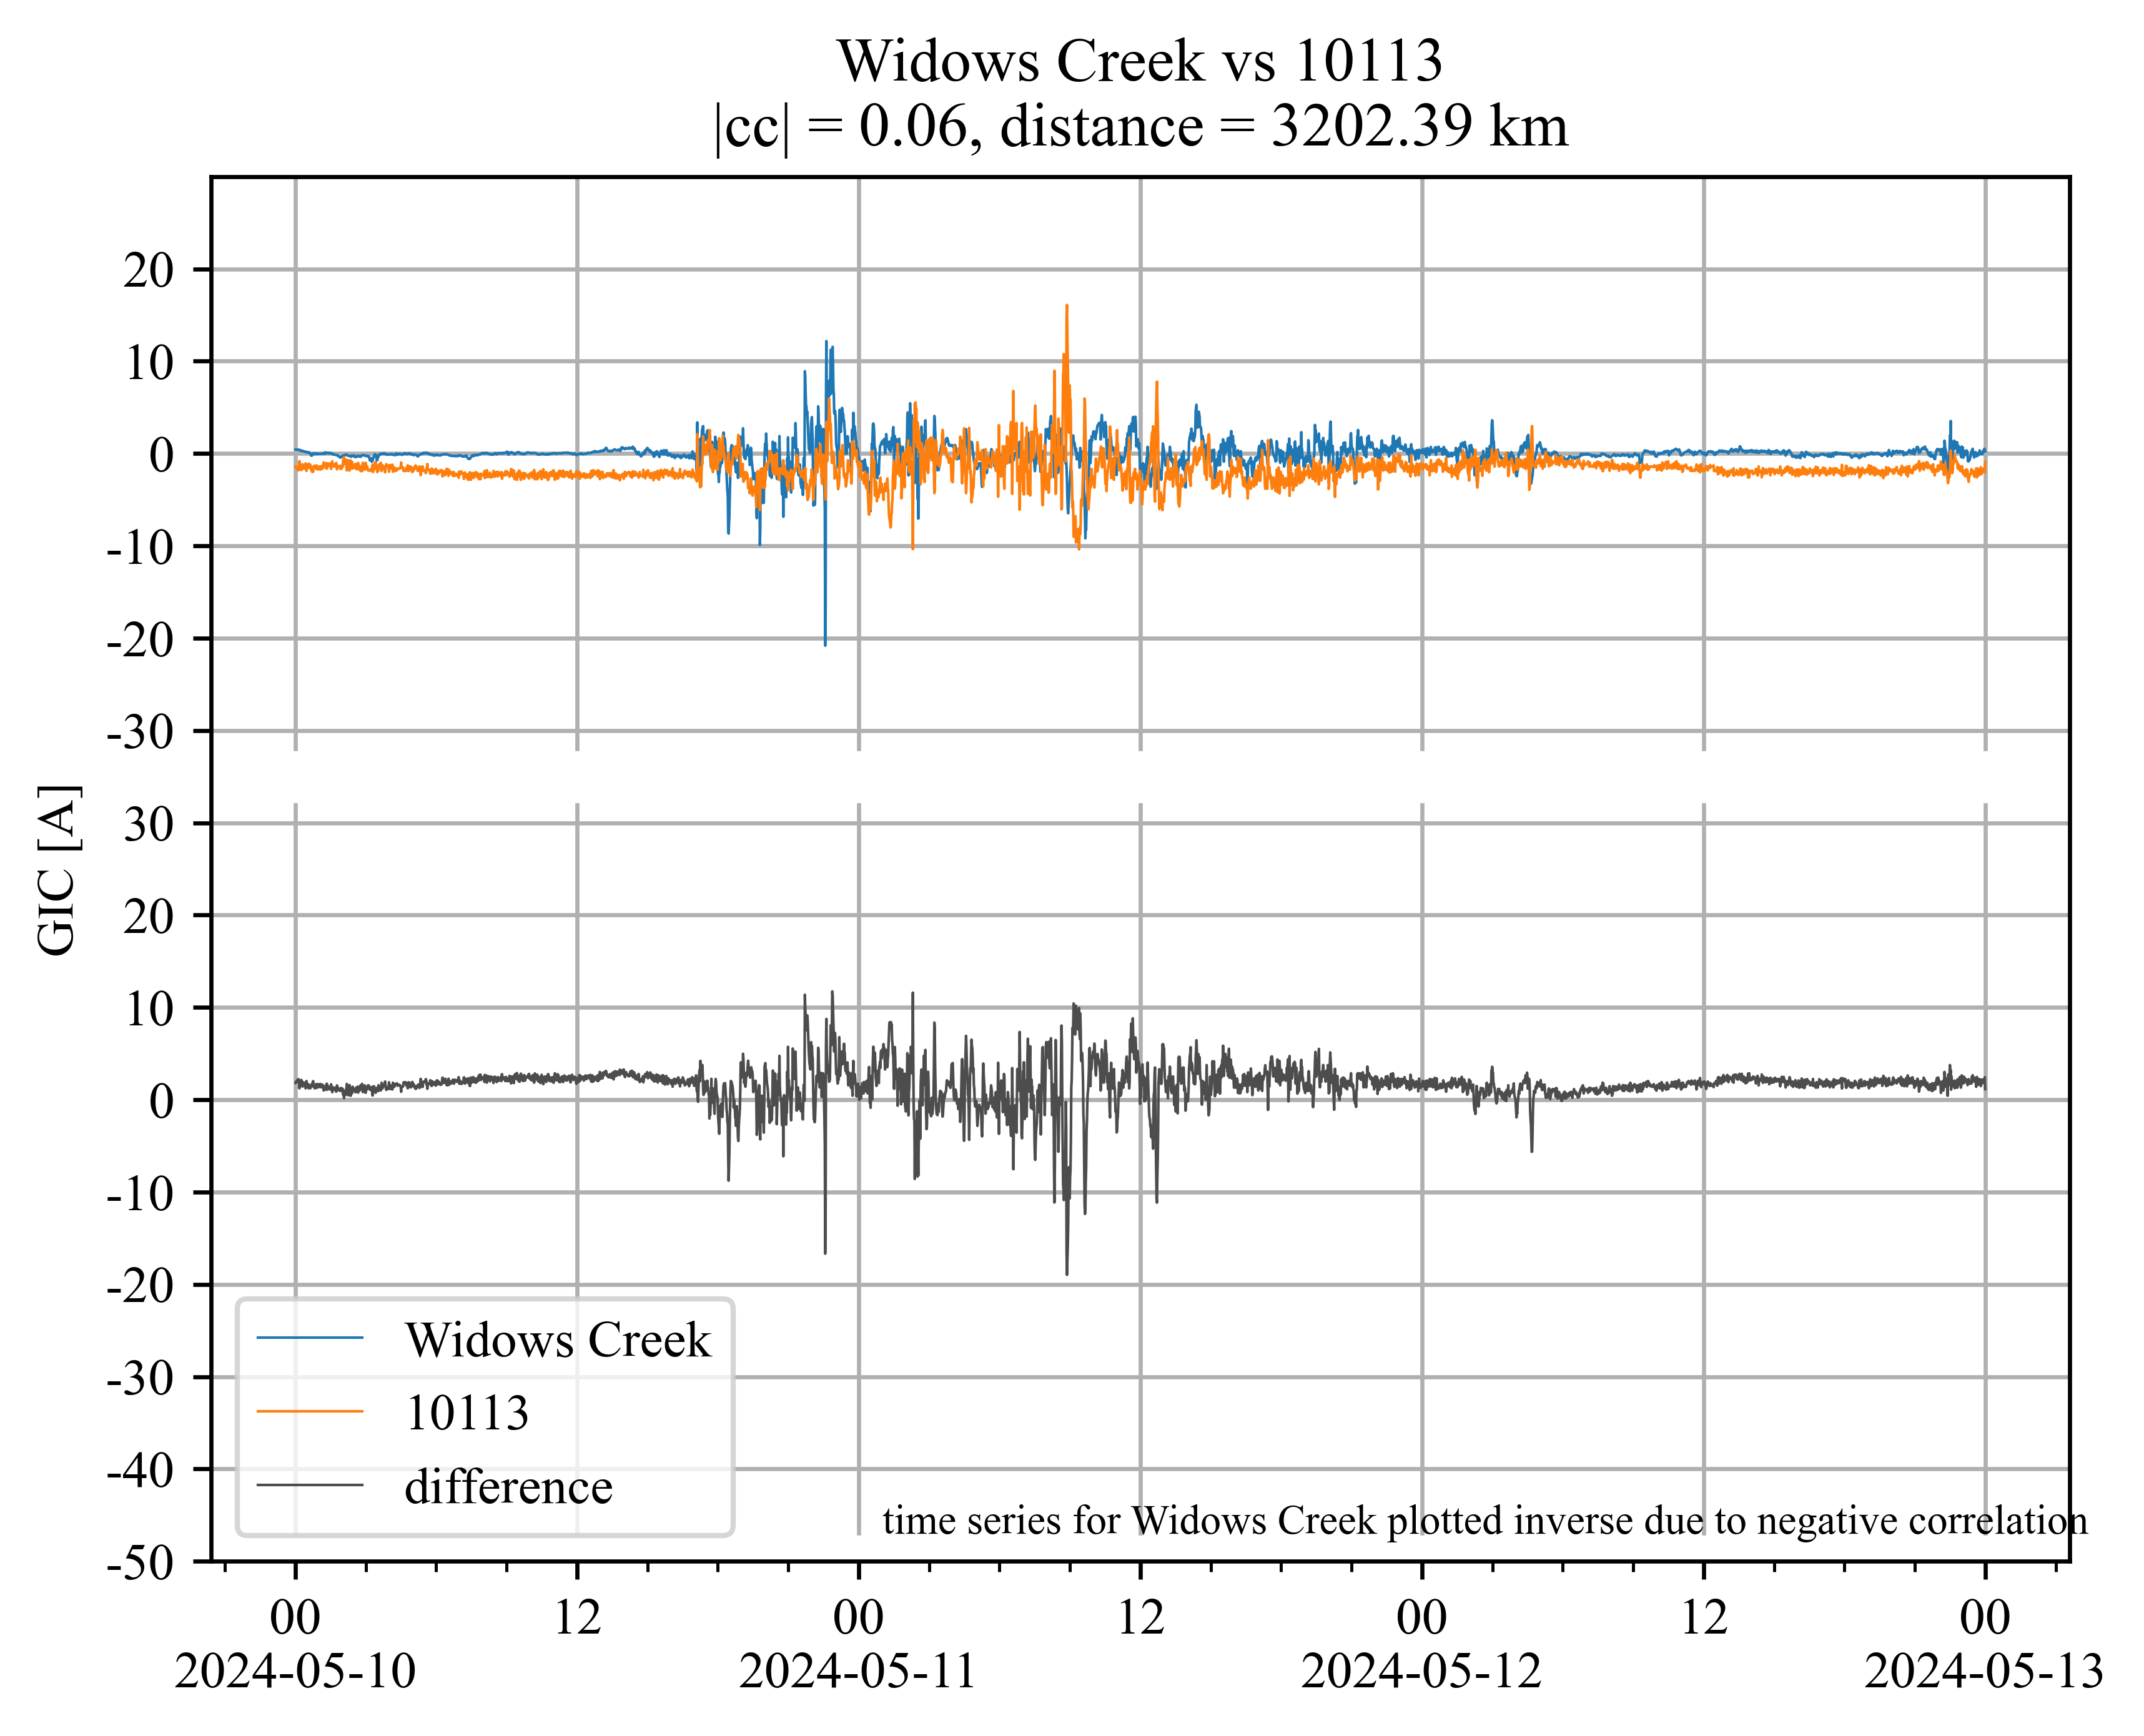 Widows Creek vs 10113
|cc| = 0.06, distance = 3202.39 km
20
10
0
-10
-20
-30
30
20
10
0
-10
-20
-30
-40
-50
GIC [A]
Widows Creek
10113
difference
time series for Widows Creek plotted inverse due to negative correlation
00 12 00 12 00 12 00
2024-05-10 2024-05-11 2024-05-12 2024-05-13